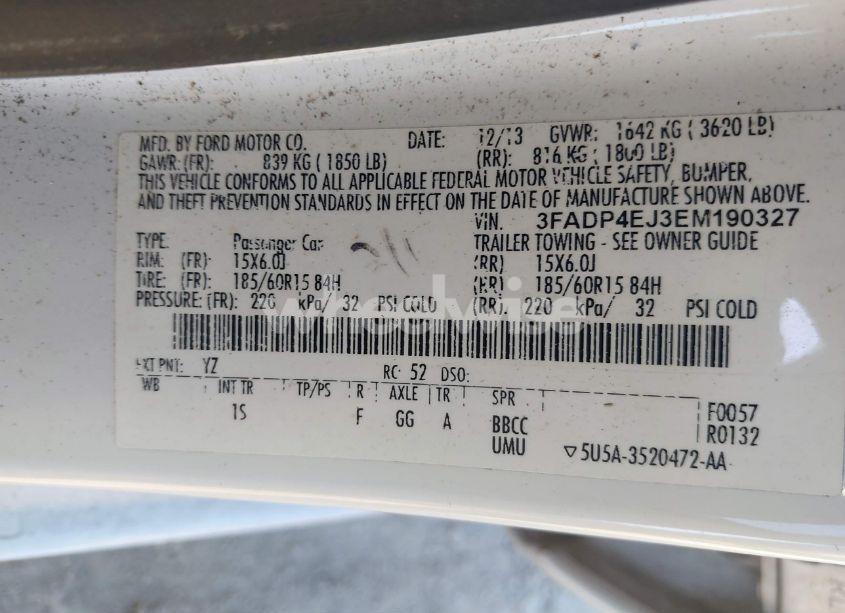 MFD. BY FORD MOTOR CO. DATE: 12/13 GVWR: 1642 KG ( 3620 LB)
GAWR: (FR): 839 KG ( 1850 LB) (RR): 816 KG ( 1800 LB)
THIS VEHICLE CONFORMS TO ALL APPLICABLE FEDERAL MOTOR VEHICLE SAFETY, BUMPER,
AND THEFT PREVENTION STANDARDS IN EFFECT ON THE DATE OF MANUFACTURE SHOWN ABOVE.
VIN: 3FADP4EJ3EM190327
TYPE: Passenger Car TRAILER TOWING - SEE OWNER GUIDE
RIM: (FR): 15X6.0J (RR) 15X6.0J
TIRE: (FR): 185/60R15 84H (RR) 185/60R15 84H
PRESSURE: (FR): 220 kPa/ 32 PSI COLD (RR): 220 kPa/ 32 PSI COLD
wheelwise
EXT PNT: YZ RC: 52 DSO:
WB INT TR TP/PS R AXLE TR SPR F0057
1S F GG A BBCC R0132
UMU ▽5U5A-3520472-AA